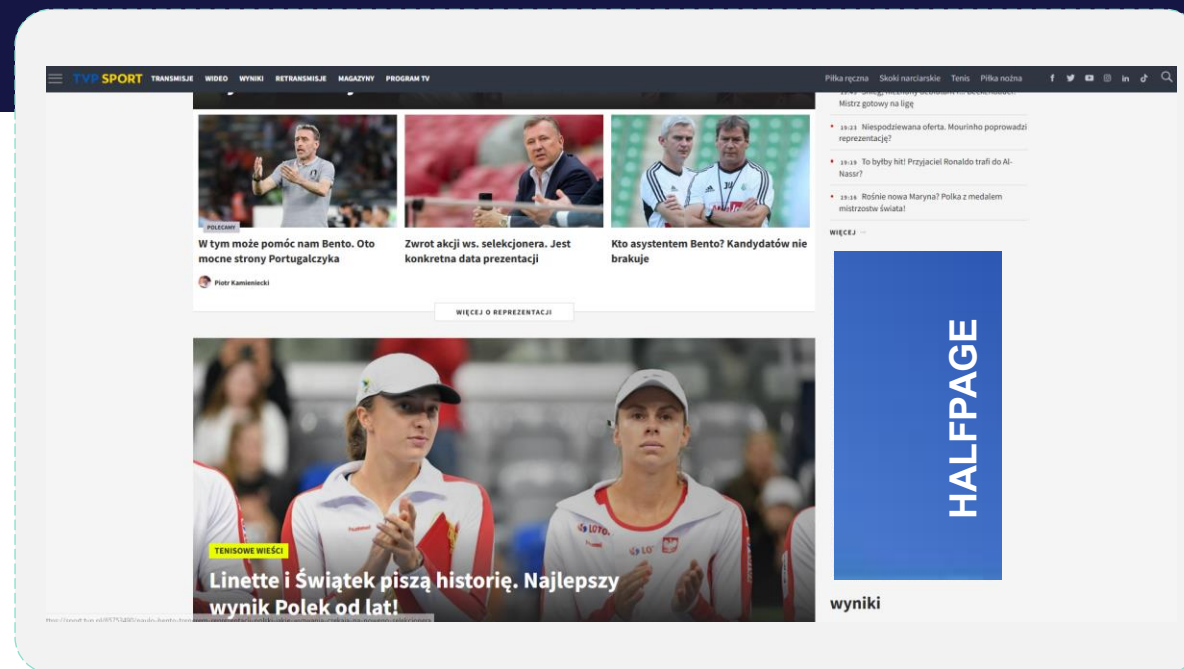 TVP SPORT TRANSMISJE WIDEO WYNIKI RETRANSMISJE MAGAZYNY PROGRAM TV
Piłka ręczna Skoki narciarskie Tenis Piłka nożna
POLECAMY
W tym może pomóc nam Bento. Oto
mocne strony Portugalczyka
Piotr Kamieniecki
Zwrot akcji ws. selekcjonera. Jest
konkretna data prezentacji
Kto asystentem Bento? Kandydatów nie
brakuje
WIĘCEJ O REPREZENTACJI
TENISOWE WIEŚCI
Linette i Świątek piszą historię. Najlepszy
wynik Polek od lat!
Mistrz gotowy na ligę
19:23 Niespodziewana oferta. Mourinho poprowadzi
reprezentację?
19:19 To byłby hit! Przyjaciel Ronaldo trafi do Al-
Nassr?
19:16 Rośnie nowa Maryna? Polka z medalem
mistrzostw świata!
WIĘCEJ
HALFPAGE
wyniki